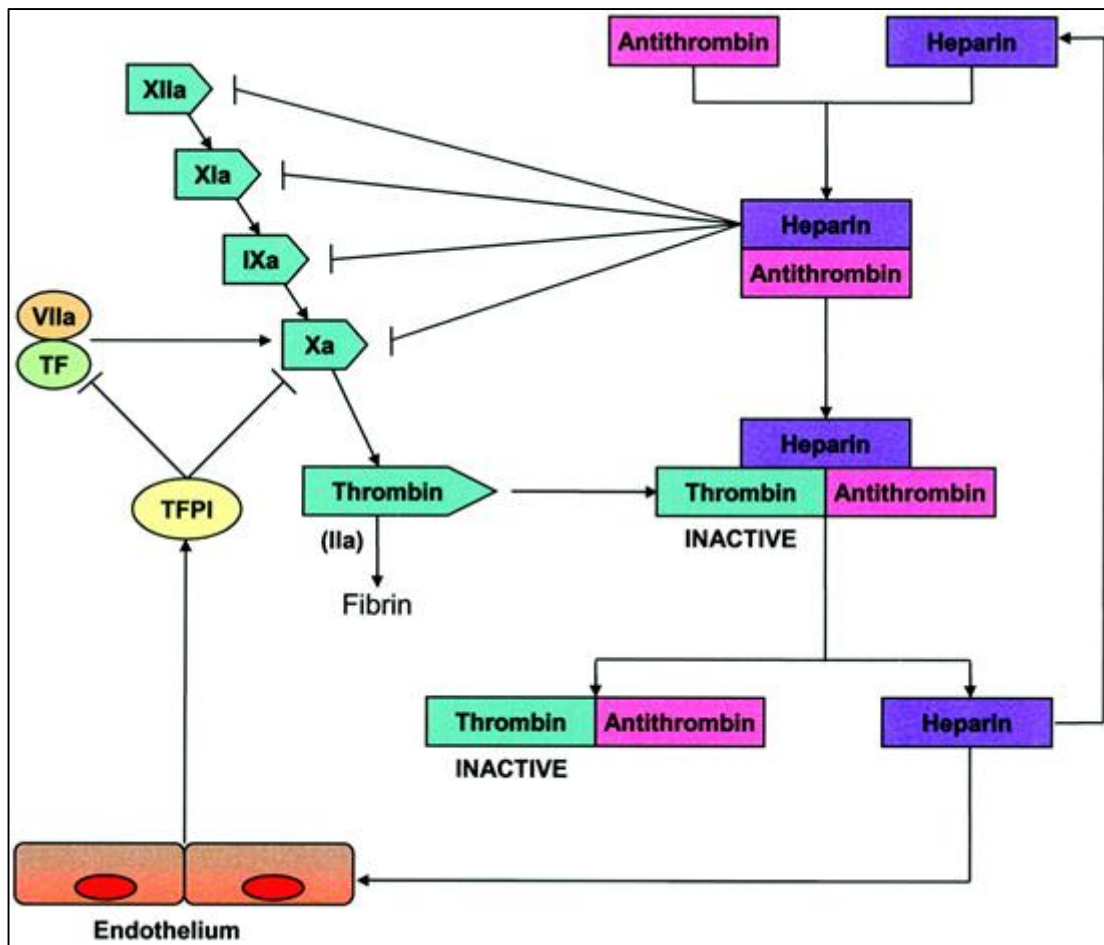 Antithrombin
Heparin
XIIa
XIa
IXa
Xa
VIIa
TF
Heparin
Antithrombin
Heparin
Thrombin
Antithrombin
INACTIVE
Thrombin
(IIa)
Fibrin
TFPI
Thrombin
Antithrombin
INACTIVE
Heparin
Endothelium